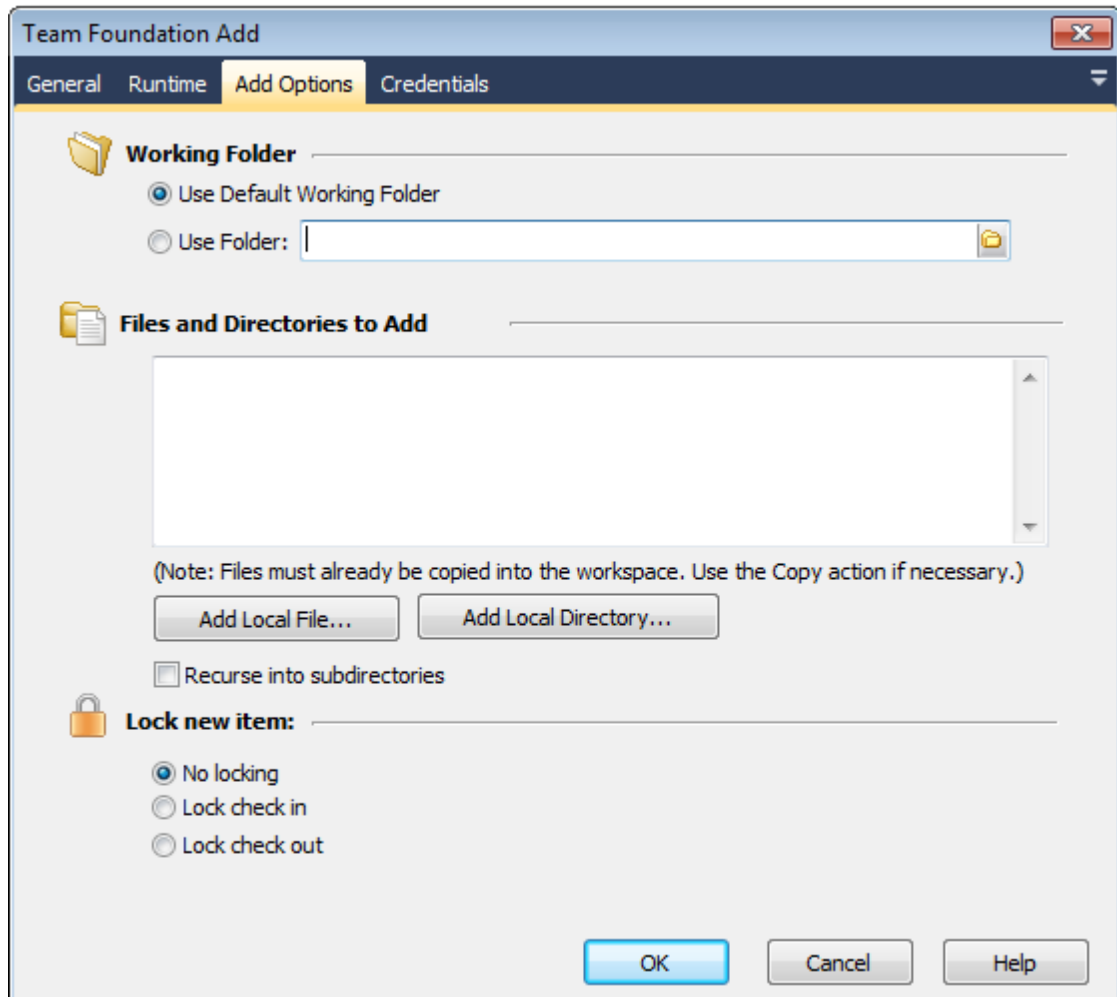 Team Foundation Add
General Runtime Add Options Credentials
Working Folder
Use Default Working Folder
Use Folder:
Files and Directories to Add
(Note: Files must already be copied into the workspace. Use the Copy action if necessary.)
Add Local File... Add Local Directory...
Recurse into subdirectories
Lock new item:
No locking
Lock check in
Lock check out
OK Cancel Help